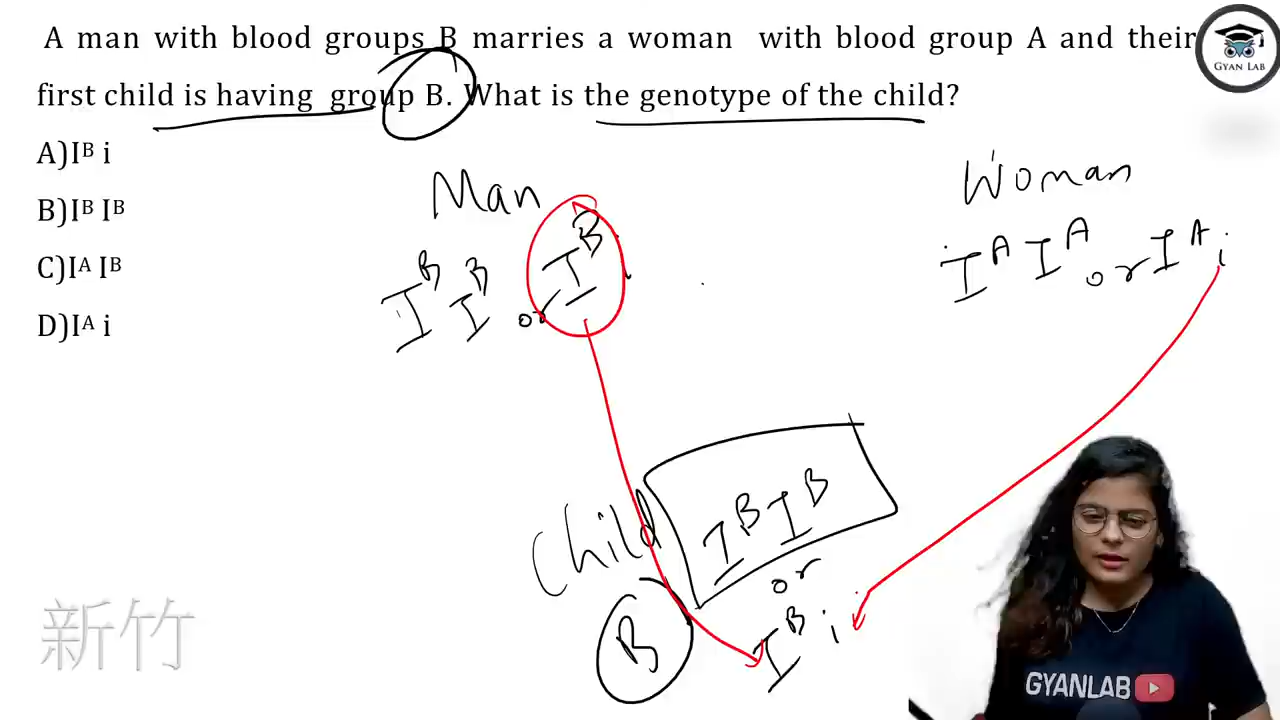 A man with blood groups B marries a woman with blood group A and their
first child is having group B. What is the genotype of the child?
A)Iᴮ i
B)Iᴮ Iᴮ
C)Iᴬ Iᴮ
D)Iᴬ i
GYAN LAB
Man
Woman
Iᴮ Iᴮ or Iᴮ
Iᴬ Iᴬ or Iᴬ i
Child
Iᴮ Iᴮ
or
B
Iᴮ i
新竹
GYANLAB